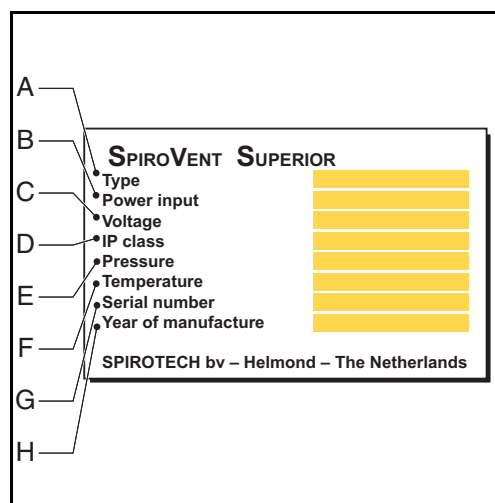 A
B
C
D
E
F
G
H
SPIROVENT SUPERIOR
Type
Power input
Voltage
IP class
Pressure
Temperature
Serial number
Year of manufacture
SPIROTECH bv – Helmond – The Netherlands